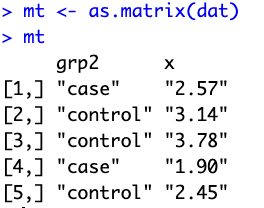 > mt <- as.matrix(dat)
> mt
     grp2      x
[1,] "case"    "2.57"
[2,] "control" "3.14"
[3,] "control" "3.78"
[4,] "case"    "1.90"
[5,] "control" "2.45"